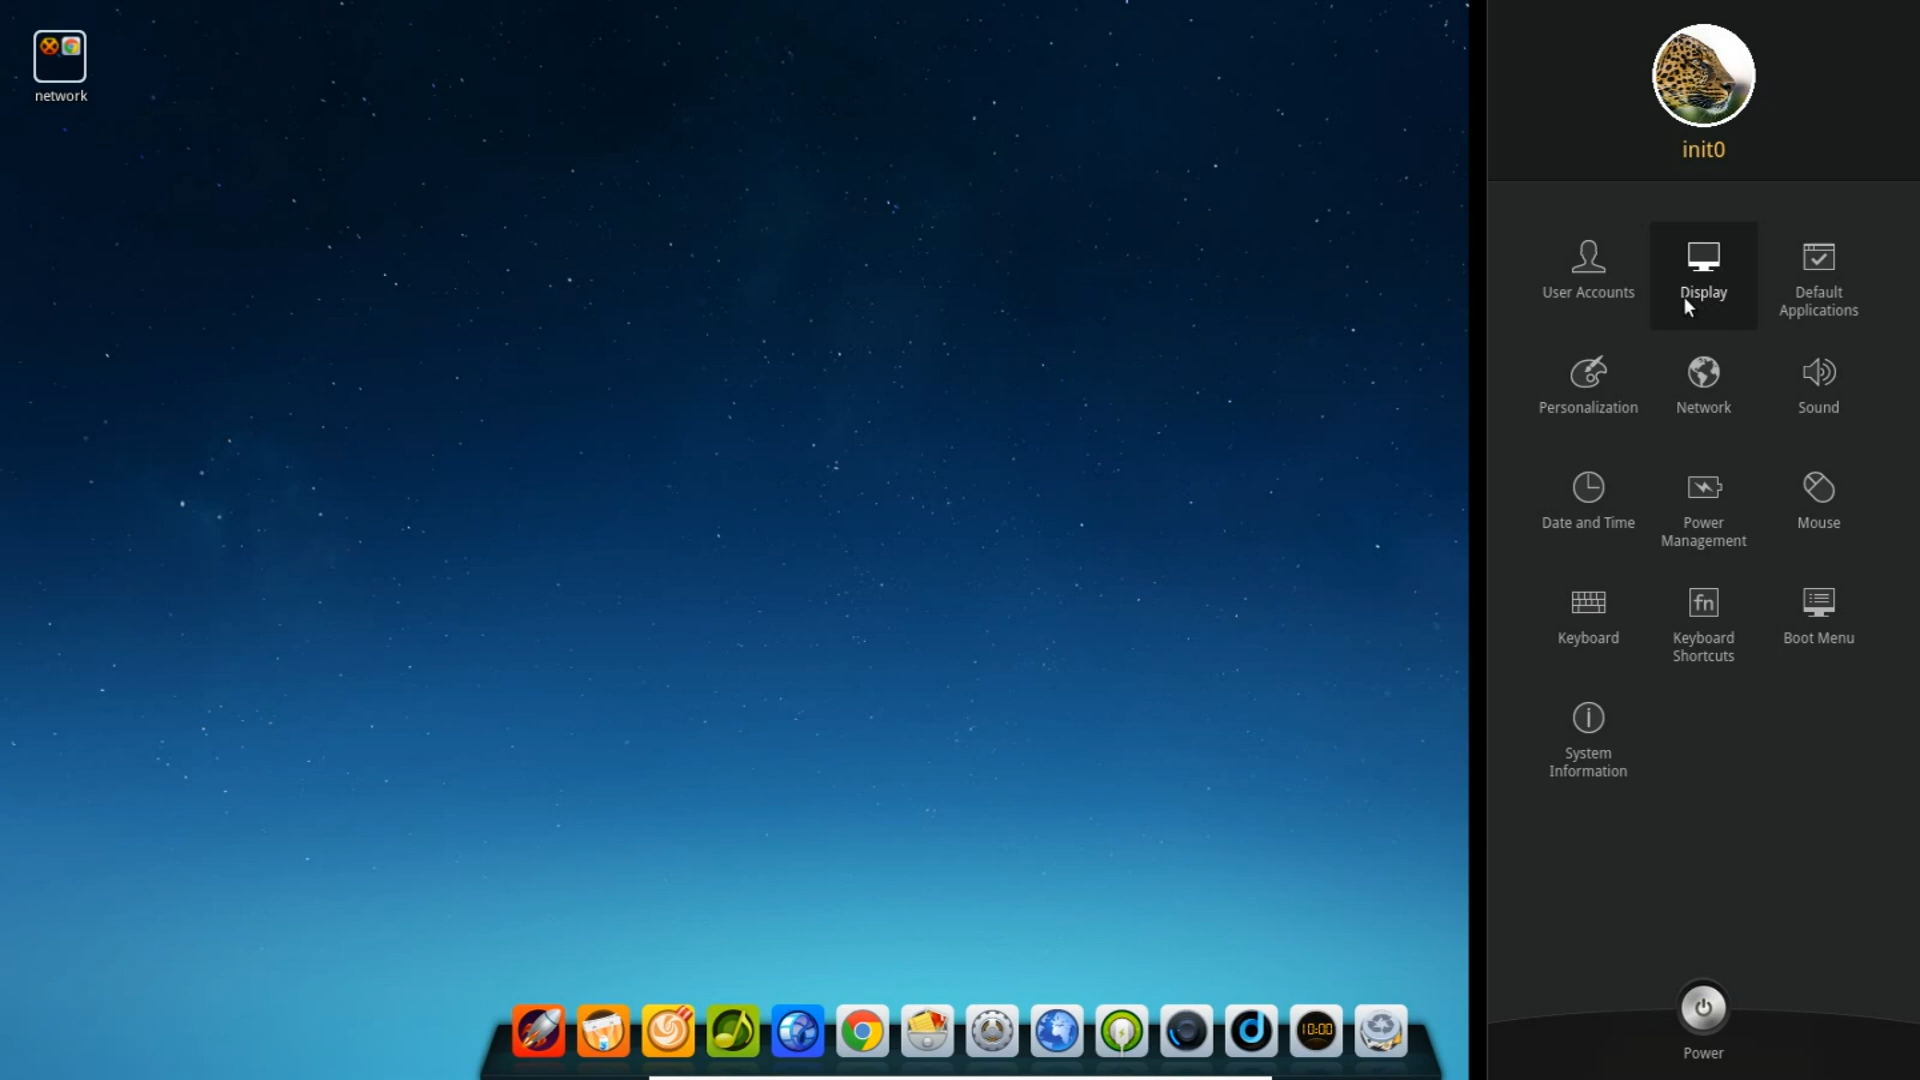 network
init0
User Accounts
Display
Default
Applications
Personalization
Network
Sound
Date and Time
Power
Management
Mouse
Keyboard
fn
Keyboard
Shortcuts
Boot Menu
System
Information
10:00
Power